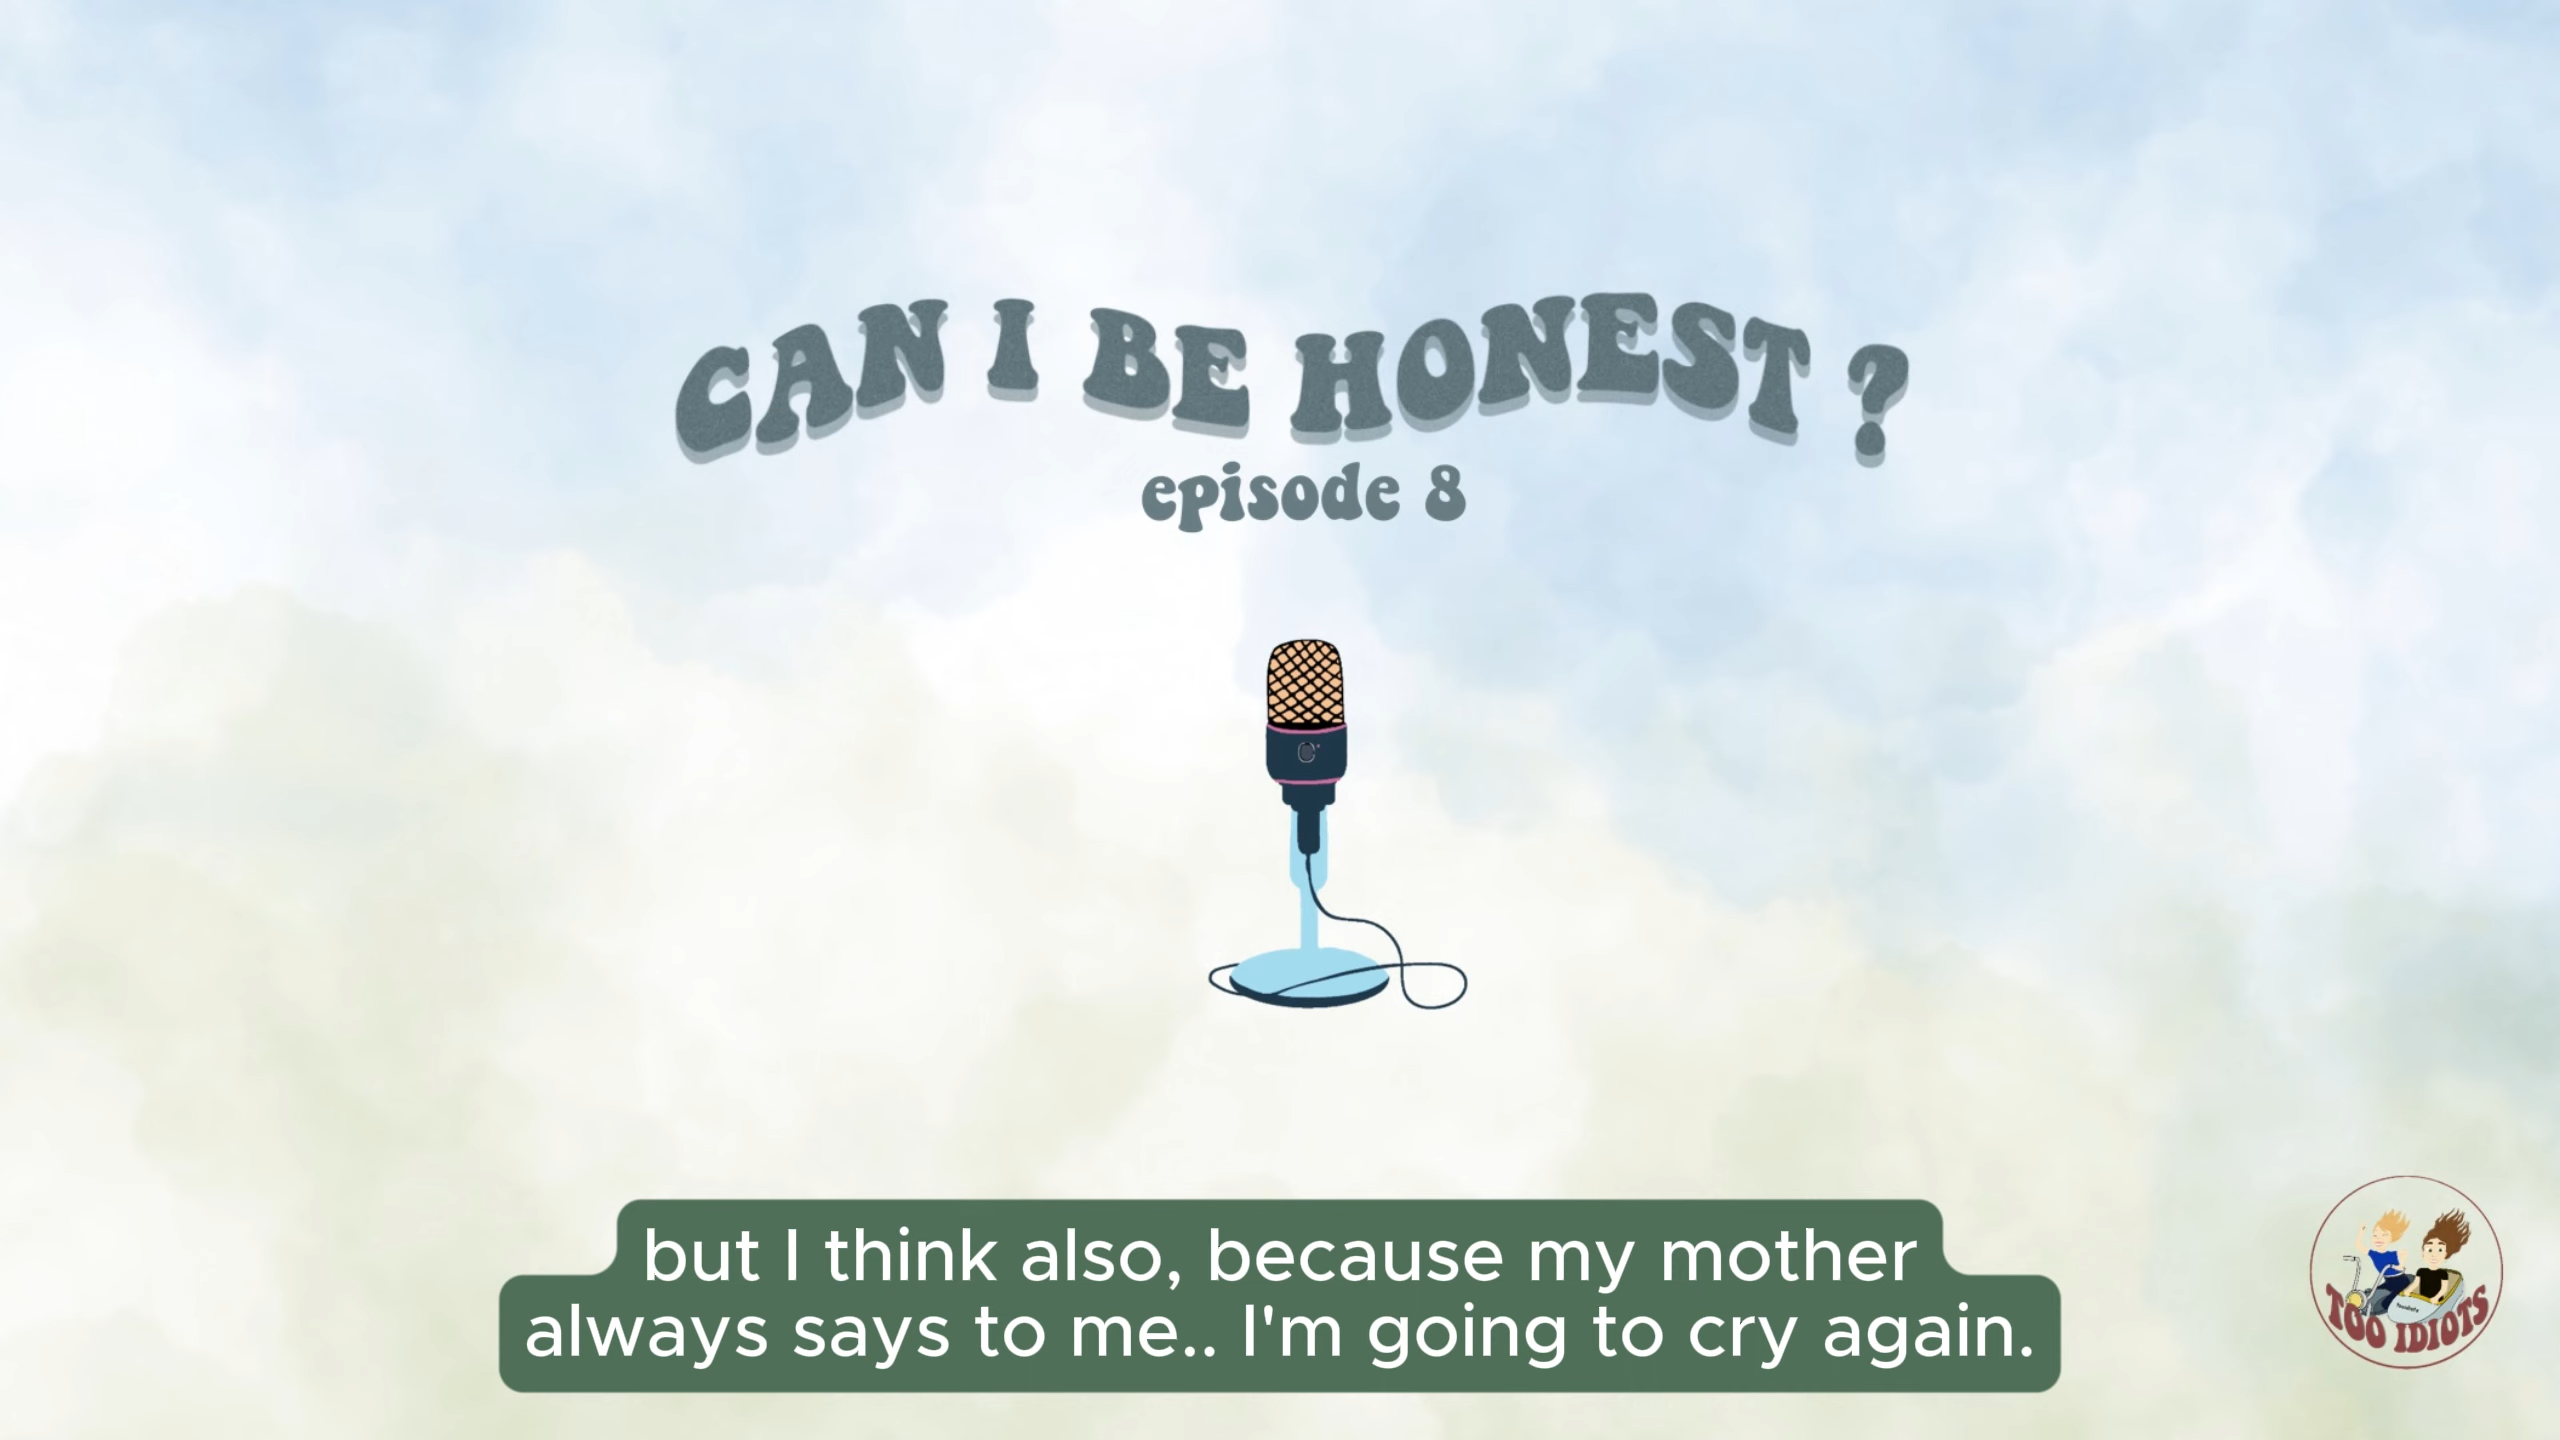 CAN I BE HONEST ?
episode 8
but I think also, because my mother
always says to me.. I'm going to cry again.
TOO IDIOTS